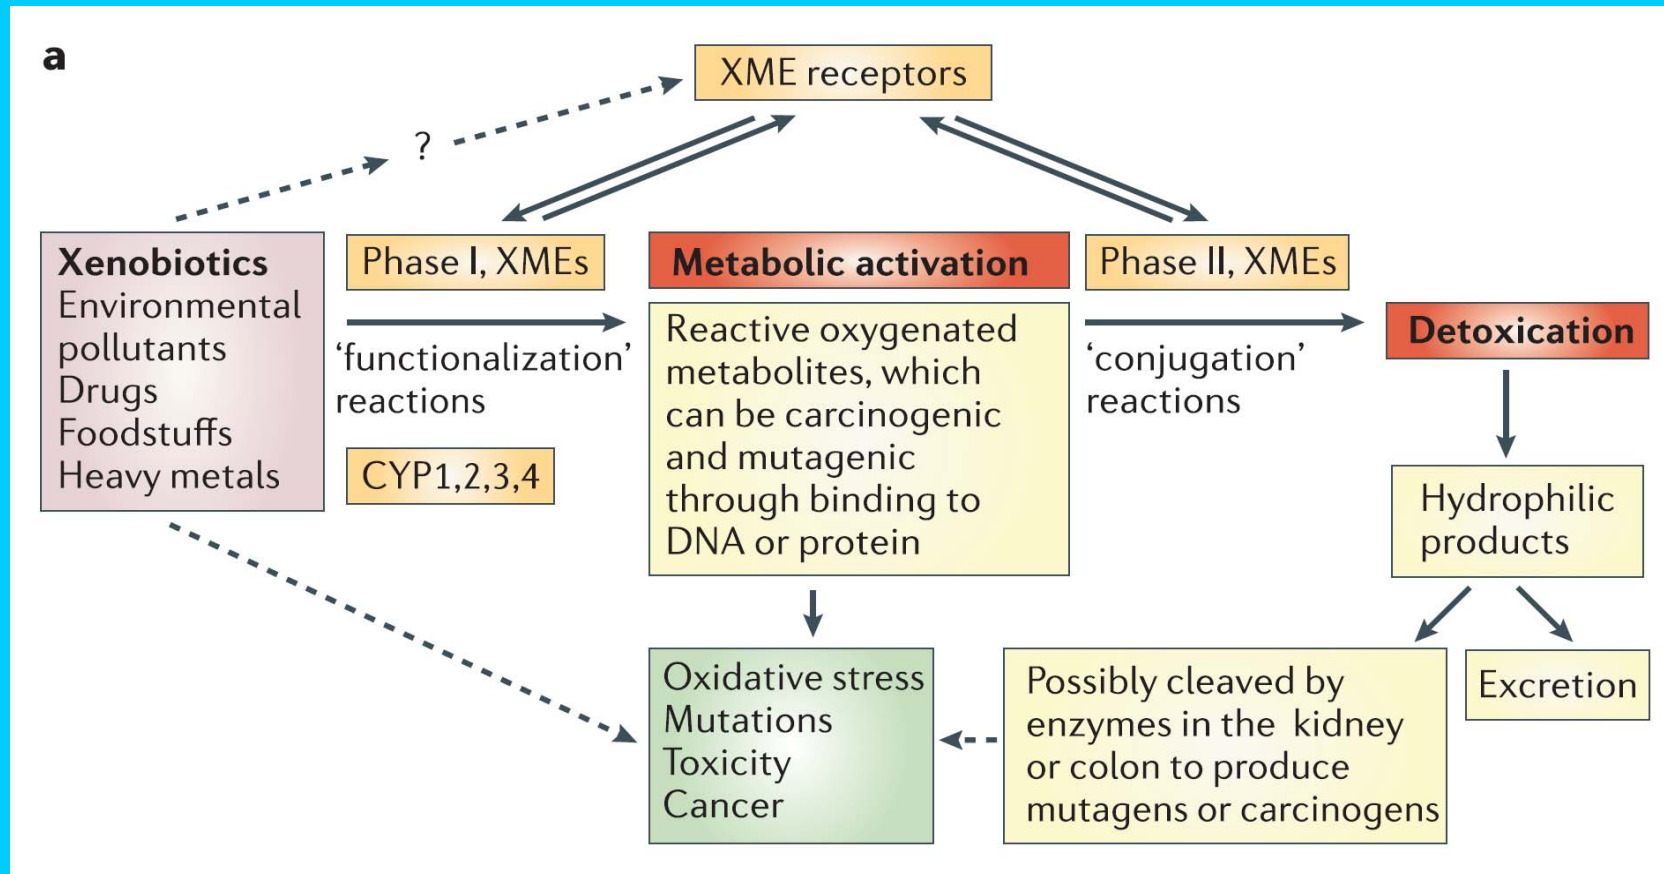 a
XME receptors
?
Xenobiotics
Environmental
pollutants
Drugs
Foodstuffs
Heavy metals
Phase I, XMEs
‘functionalization’
reactions
CYP1,2,3,4
Metabolic activation
Reactive oxygenated
metabolites, which
can be carcinogenic
and mutagenic
through binding to
DNA or protein
Phase II, XMEs
‘conjugation’
reactions
Detoxication
Hydrophilic
products
Oxidative stress
Mutations
Toxicity
Cancer
Possibly cleaved by
enzymes in the kidney
or colon to produce
mutagens or carcinogens
Excretion